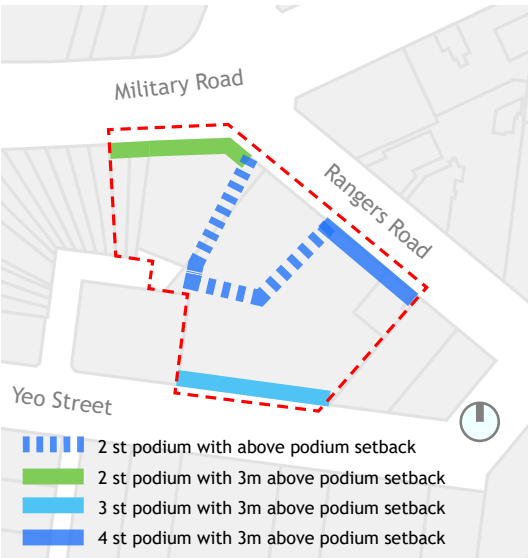 Military Road
Rangers Road
Yeo Street
2 st podium with above podium setback
2 st podium with 3m above podium setback
3 st podium with 3m above podium setback
4 st podium with 3m above podium setback